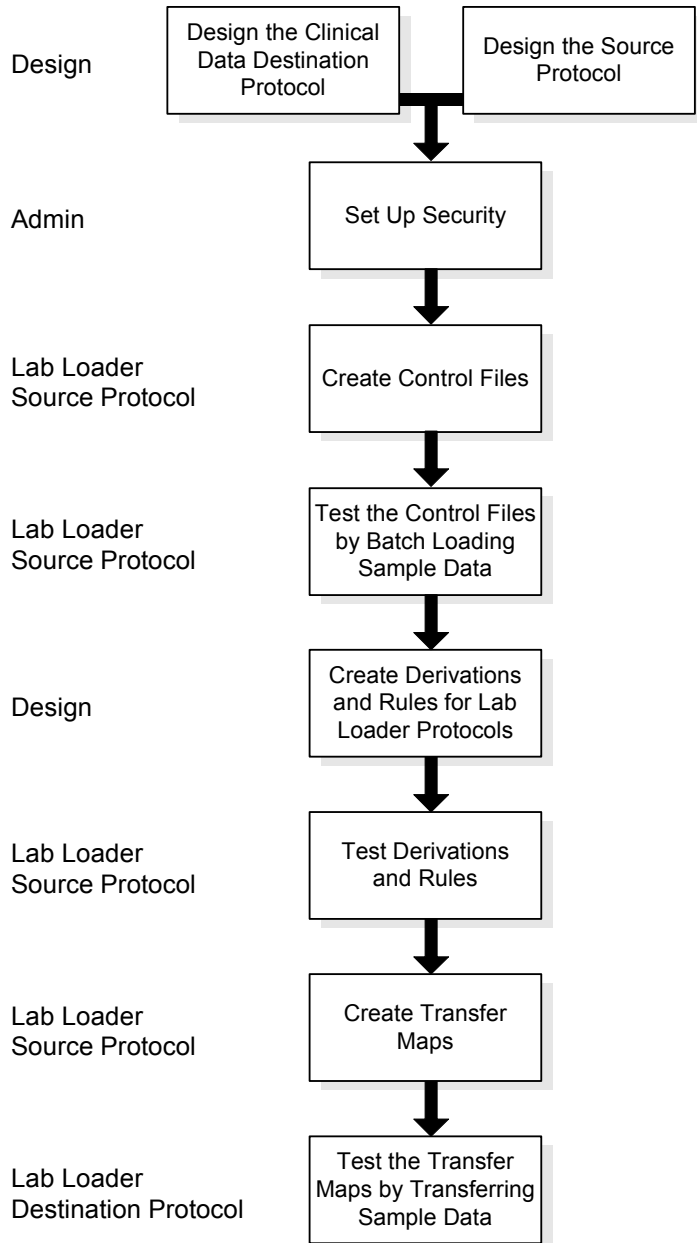 Design
Design the Clinical
Data Destination
Protocol
Design the Source
Protocol
Admin
Set Up Security
Lab Loader
Source Protocol
Create Control Files
Lab Loader
Source Protocol
Test the Control Files
by Batch Loading
Sample Data
Design
Create Derivations
and Rules for Lab
Loader Protocols
Lab Loader
Source Protocol
Test Derivations
and Rules
Lab Loader
Source Protocol
Create Transfer
Maps
Lab Loader
Destination Protocol
Test the Transfer
Maps by Transferring
Sample Data